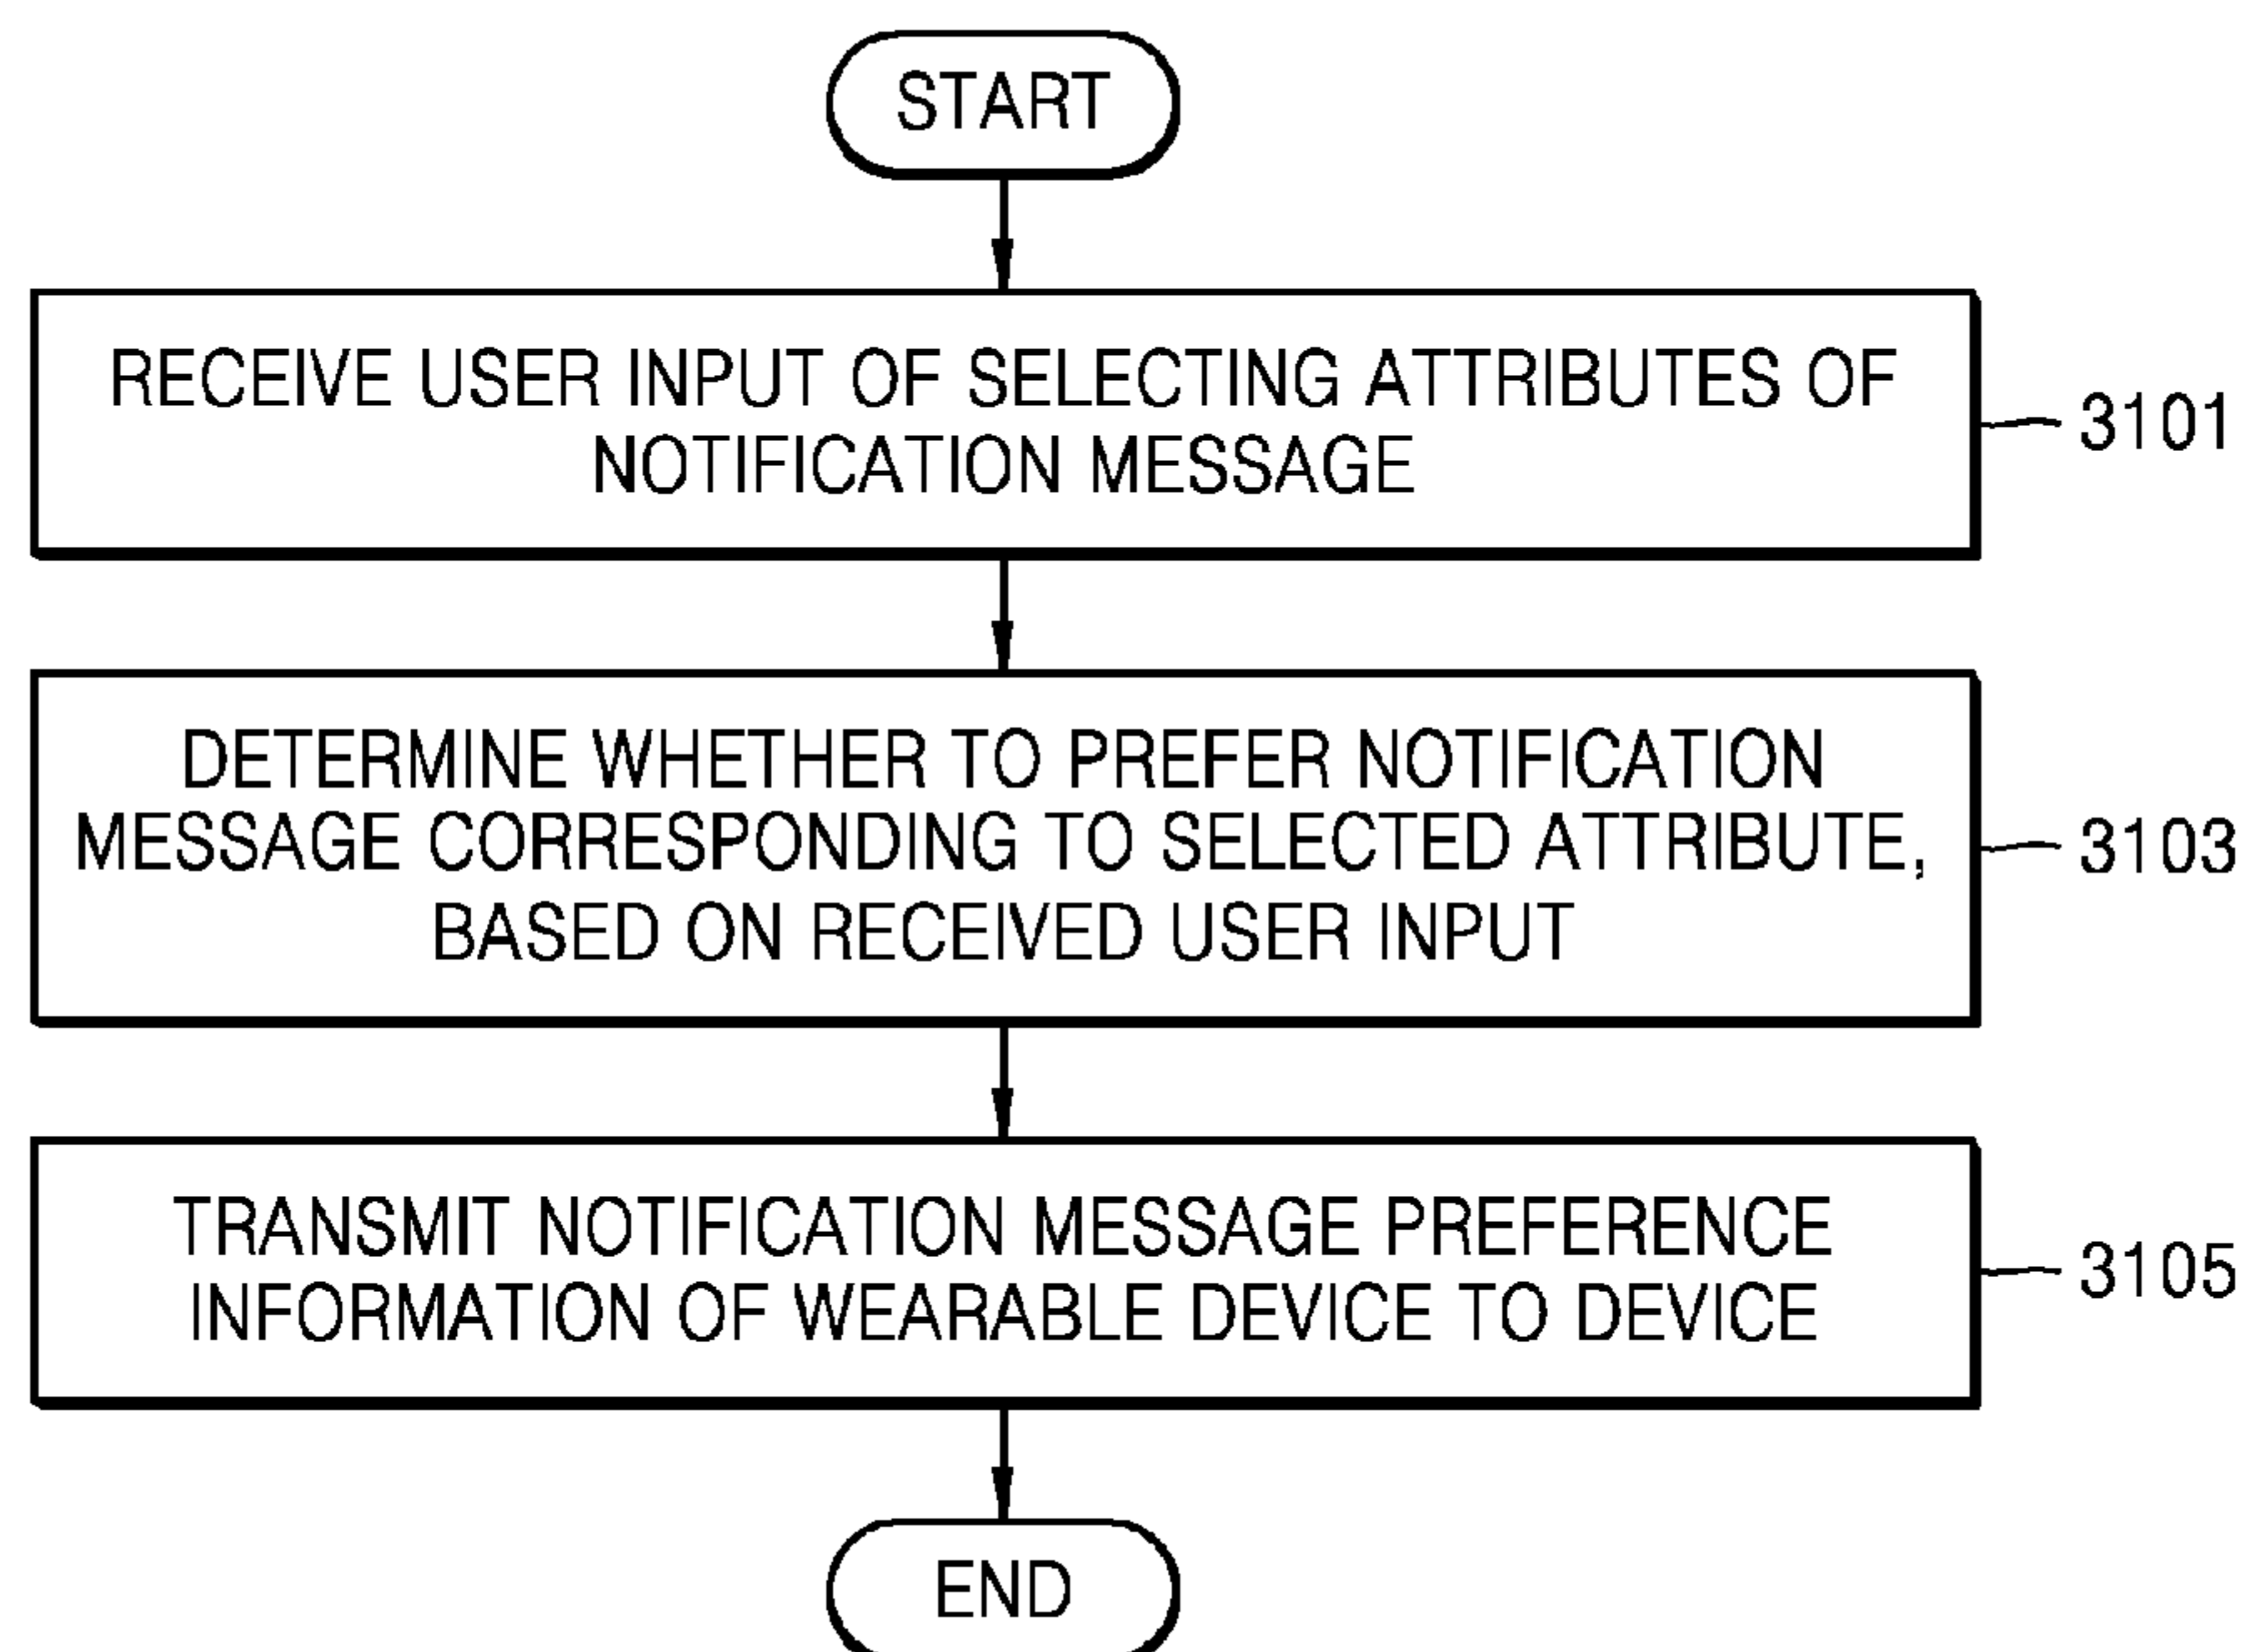 START
RECEIVE USER INPUT OF SELECTING ATTRIBUTES OF
NOTIFICATION MESSAGE
3101
DETERMINE WHETHER TO PREFER NOTIFICATION
MESSAGE CORRESPONDING TO SELECTED ATTRIBUTE,
BASED ON RECEIVED USER INPUT
3103
TRANSMIT NOTIFICATION MESSAGE PREFERENCE
INFORMATION OF WEARABLE DEVICE TO DEVICE
3105
END